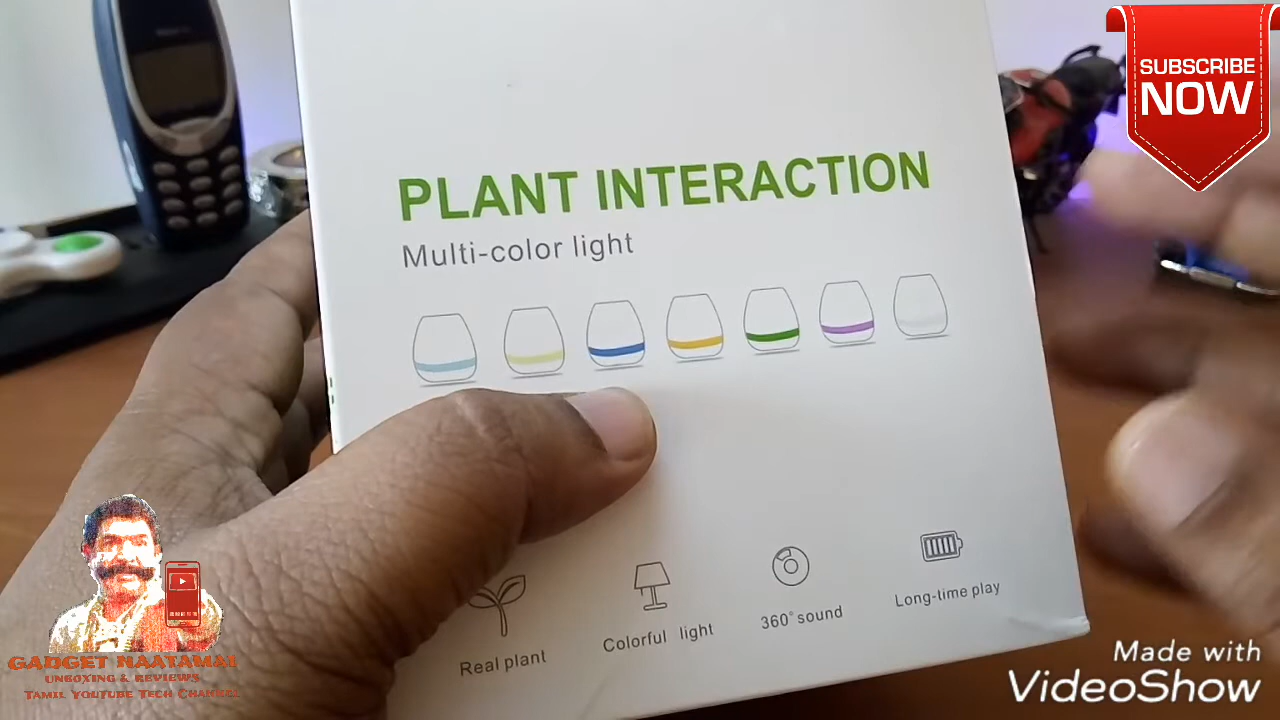 SUBSCRIBE
NOW
PLANT INTERACTION
Multi-color light
Real plant
Colorful light
360° sound
Long-time play
GADGET NAATAMAI
UNBOXING & REVIEWS
TAMIL YOUTUBE TECH CHANNEL
Made with
VideoShow